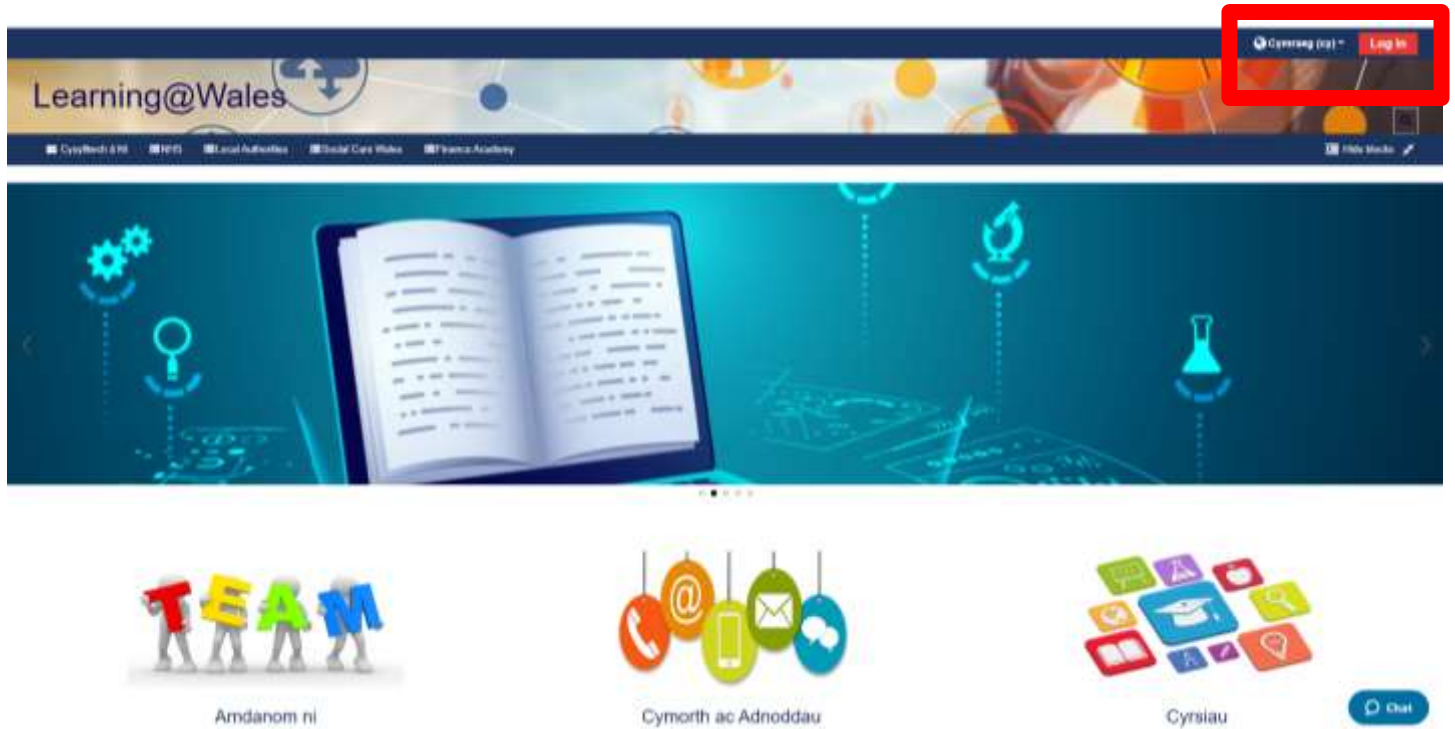 Cymraeg (cy)
Log in
Learning@Wales
Cysylltwch â Ni NHS Local Authorities Social Care Wales Finance Academy
Hide blocks
TEAM
Amdanom ni
Cymorth ac Adnoddau
Cyrsiau
Chat